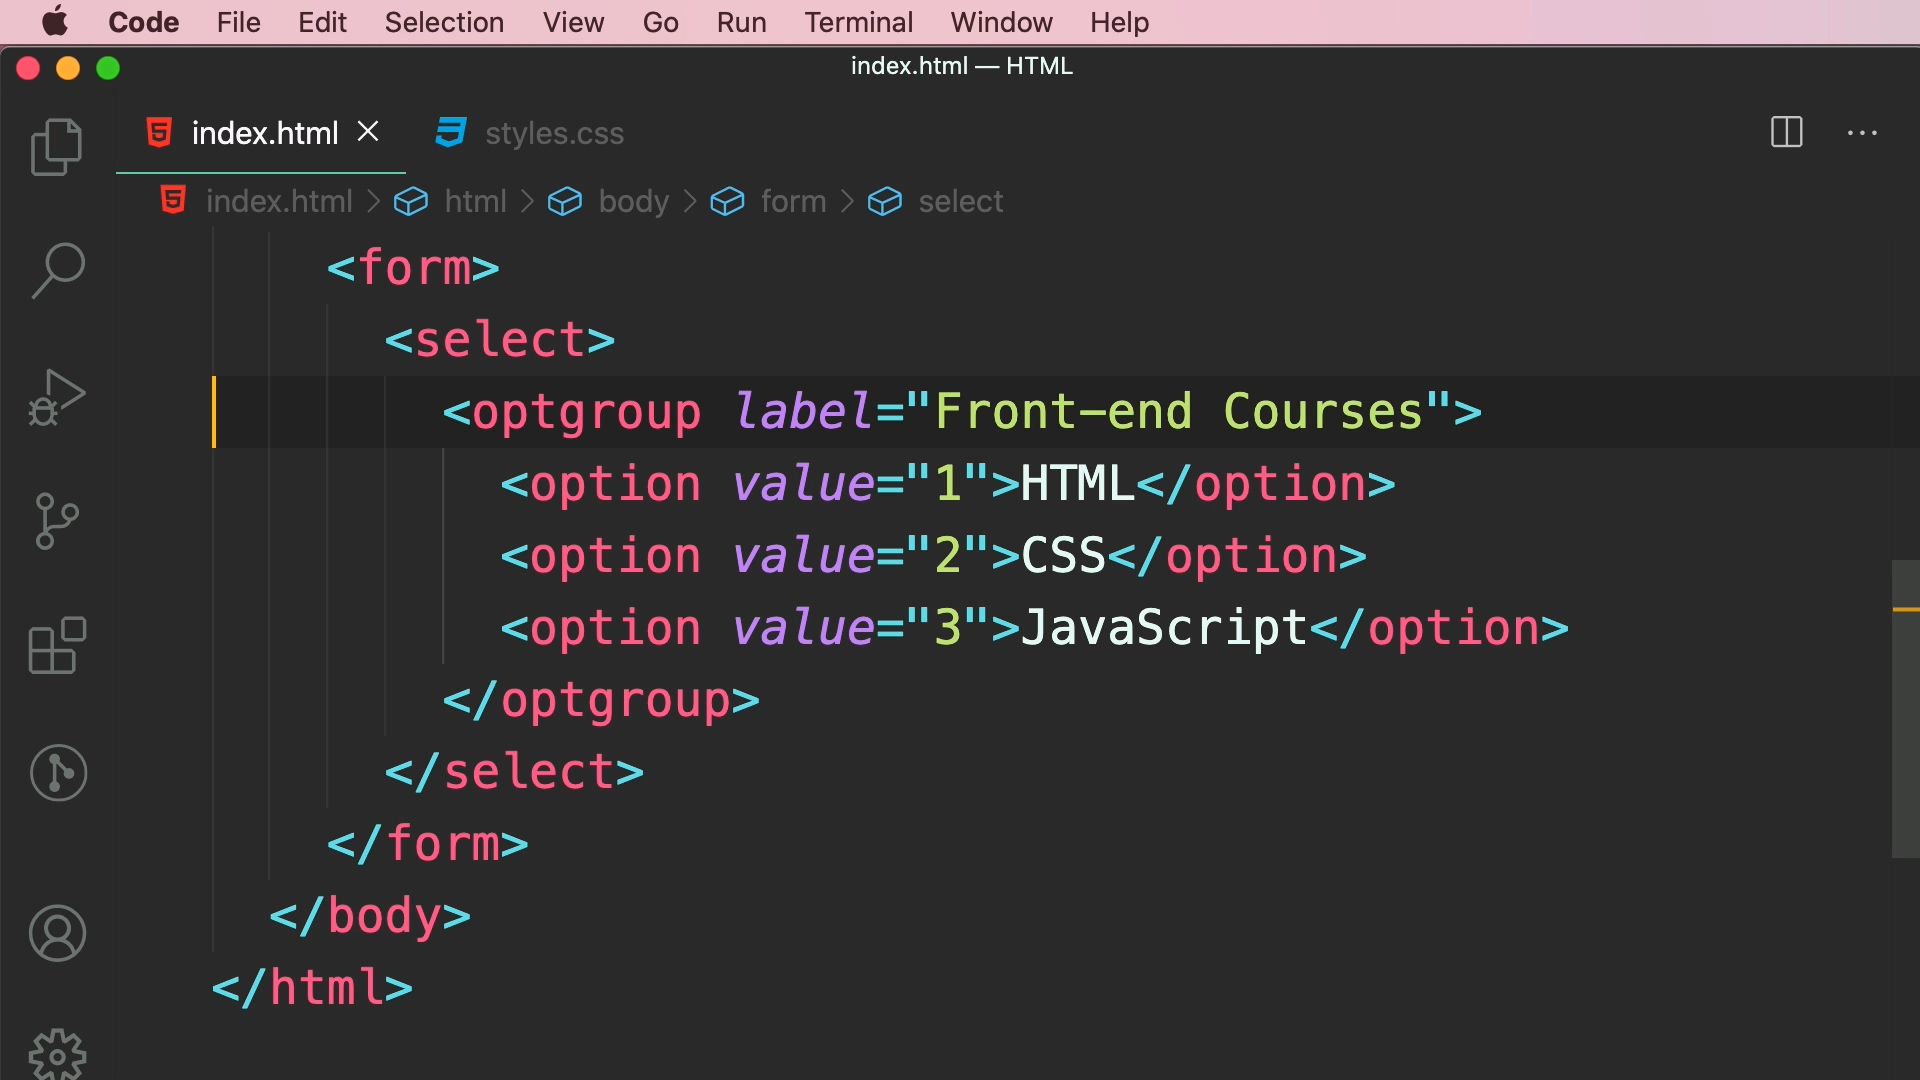 Code File Edit Selection View Go Run Terminal Window Help
index.html — HTML
index.html styles.css
index.html > html > body > form > select
<form>
<select>
<optgroup label="Front-end Courses">
<option value="1">HTML</option>
<option value="2">CSS</option>
<option value="3">JavaScript</option>
</optgroup>
</select>
</form>
</body>
</html>